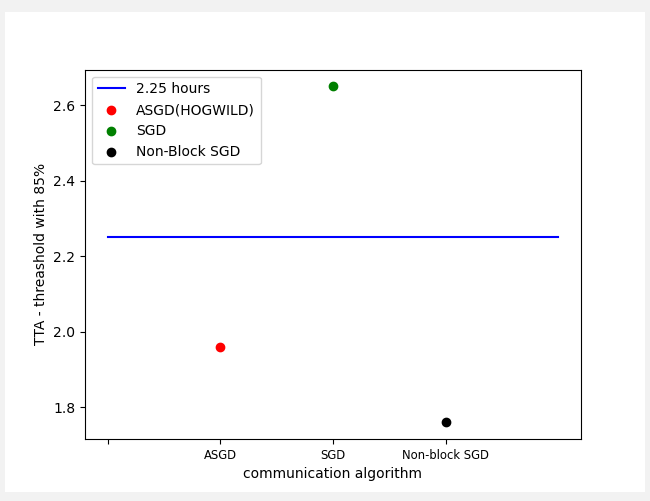 2.25 hours
ASGD(HOGWILD)
SGD
Non-Block SGD
TTA - threashold with 85%
2.6
2.4
2.2
2.0
1.8
ASGD SGD Non-block SGD
communication algorithm